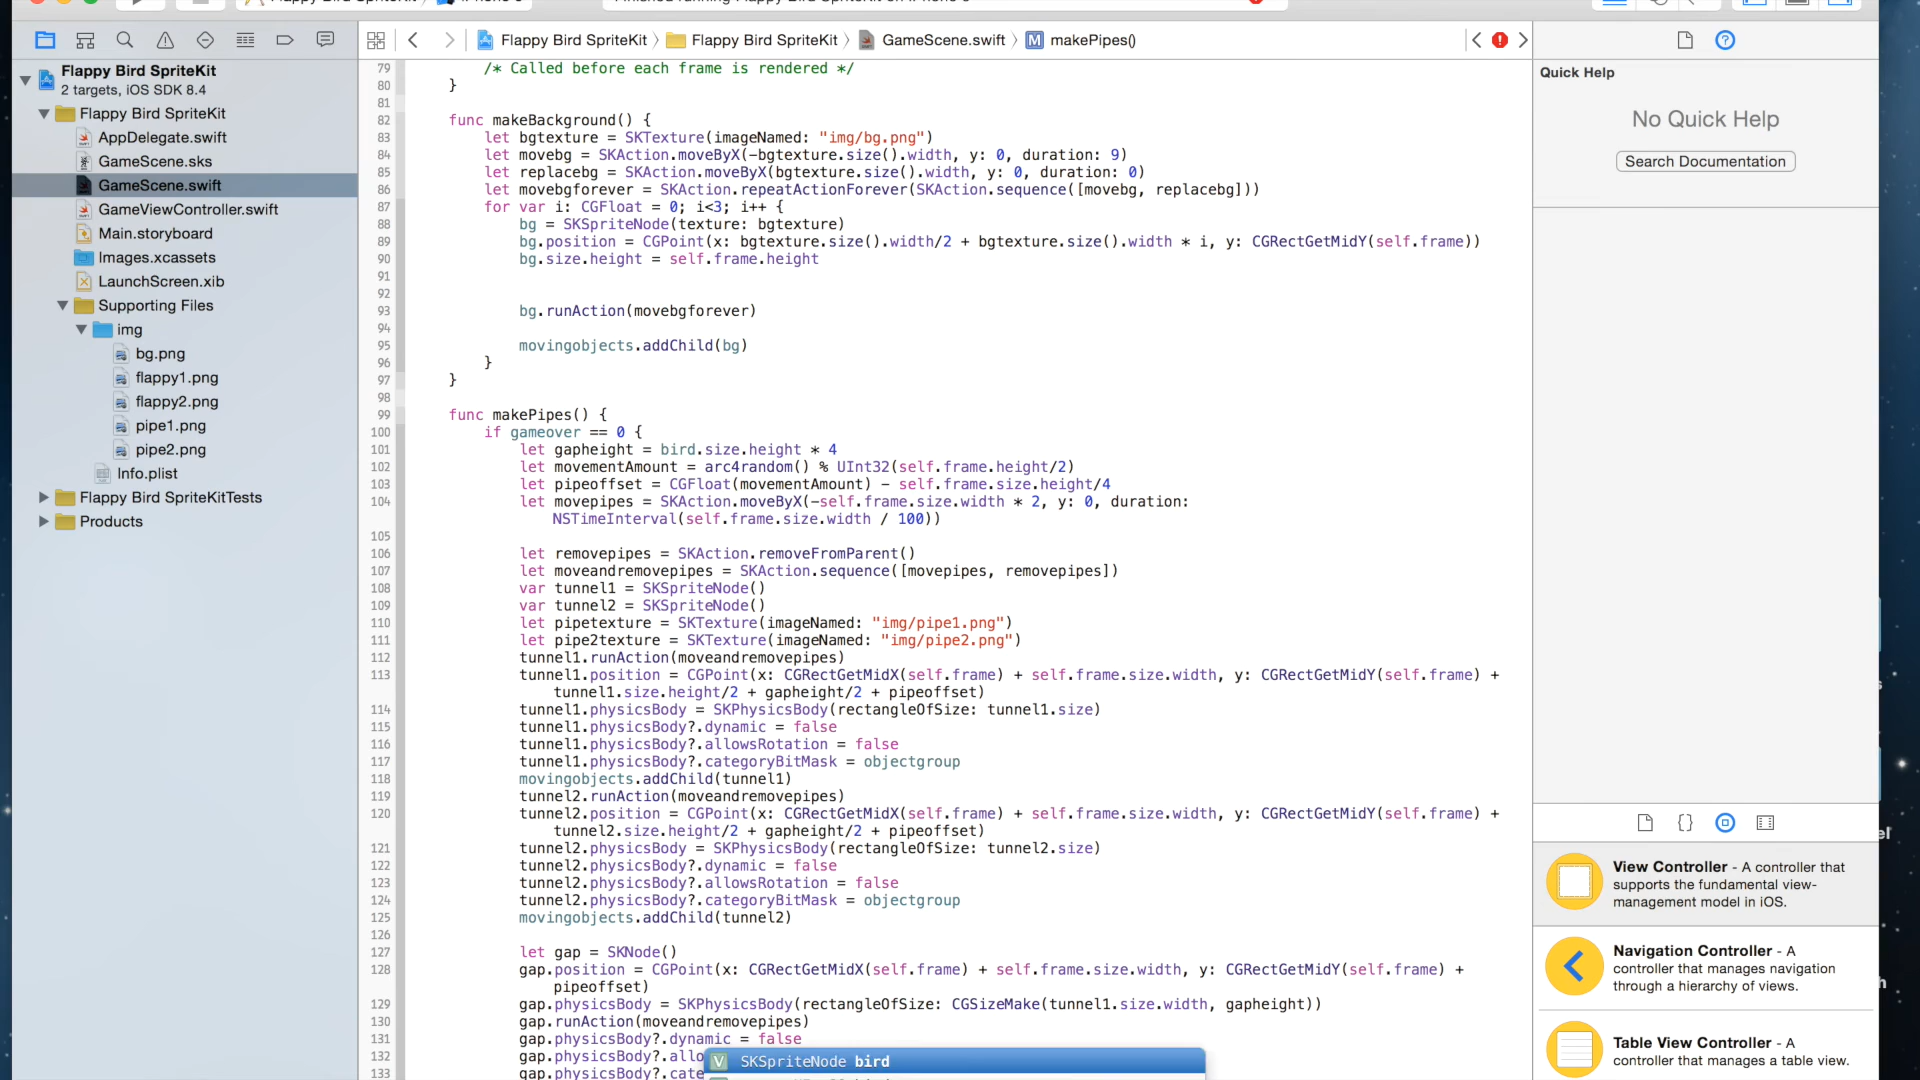 Flappy Bird SpriteKit
Flappy Bird SpriteKit
GameScene.swift
makePipes()
Flappy Bird SpriteKit
2 targets, iOS SDK 8.4
Flappy Bird SpriteKit
AppDelegate.swift
GameScene.sks
GameScene.swift
GameViewController.swift
Main.storyboard
Images.xcassets
LaunchScreen.xib
Supporting Files
img
bg.png
flappy1.png
flappy2.png
pipe1.png
pipe2.png
Info.plist
Flappy Bird SpriteKitTests
Products
79 /* Called before each frame is rendered */
80 }
81
82 func makeBackground() {
83 let bgtexture = SKTexture(imageNamed: "img/bg.png")
84 let movebg = SKAction.moveByX(-bgtexture.size().width, y: 0, duration: 9)
85 let replacebg = SKAction.moveByX(bgtexture.size().width, y: 0, duration: 0)
86 let movebgforever = SKAction.repeatActionForever(SKAction.sequence([movebg, replacebg]))
87 for var i: CGFloat = 0; i<3; i++ {
88 bg = SKSpriteNode(texture: bgtexture)
89 bg.position = CGPoint(x: bgtexture.size().width/2 + bgtexture.size().width * i, y: CGRectGetMidY(self.frame))
90 bg.size.height = self.frame.height
91
92
93 bg.runAction(movebgforever)
94
95 movingobjects.addChild(bg)
96 }
97 }
98
99 func makePipes() {
100 if gameover == 0 {
101 let gapheight = bird.size.height * 4
102 let movementAmount = arc4random() % UInt32(self.frame.height/2)
103 let pipeoffset = CGFloat(movementAmount) - self.frame.size.height/4
104 let movepipes = SKAction.moveByX(-self.frame.size.width * 2, y: 0, duration:
NSTimeInterval(self.frame.size.width / 100))
105
106 let removepipes = SKAction.removeFromParent()
107 let moveandremovepipes = SKAction.sequence([movepipes, removepipes])
108 var tunnel1 = SKSpriteNode()
109 var tunnel2 = SKSpriteNode()
110 let pipetexture = SKTexture(imageNamed: "img/pipe1.png")
111 let pipe2texture = SKTexture(imageNamed: "img/pipe2.png")
112 tunnel1.runAction(moveandremovepipes)
113 tunnel1.position = CGPoint(x: CGRectGetMidX(self.frame) + self.frame.size.width, y: CGRectGetMidY(self.frame) +
tunnel1.size.height/2 + gapheight/2 + pipeoffset)
114 tunnel1.physicsBody = SKPhysicsBody(rectangleOfSize: tunnel1.size)
115 tunnel1.physicsBody?.dynamic = false
116 tunnel1.physicsBody?.allowsRotation = false
117 tunnel1.physicsBody?.categoryBitMask = objectgroup
118 movingobjects.addChild(tunnel1)
119 tunnel2.runAction(moveandremovepipes)
120 tunnel2.position = CGPoint(x: CGRectGetMidX(self.frame) + self.frame.size.width, y: CGRectGetMidY(self.frame) +
tunnel2.size.height/2 + gapheight/2 + pipeoffset)
121 tunnel2.physicsBody = SKPhysicsBody(rectangleOfSize: tunnel2.size)
122 tunnel2.physicsBody?.dynamic = false
123 tunnel2.physicsBody?.allowsRotation = false
124 tunnel2.physicsBody?.categoryBitMask = objectgroup
125 movingobjects.addChild(tunnel2)
126
127 let gap = SKNode()
128 gap.position = CGPoint(x: CGRectGetMidX(self.frame) + self.frame.size.width, y: CGRectGetMidY(self.frame) +
pipeoffset)
129 gap.physicsBody = SKPhysicsBody(rectangleOfSize: CGSizeMake(tunnel1.size.width, gapheight))
130 gap.runAction(moveandremovepipes)
131 gap.physicsBody?.dynamic = false
132 gap.physicsBody?.allo
133 gap.physicsBody?.cate
V SKSpriteNode bird
Quick Help
No Quick Help
Search Documentation
View Controller - A controller that
supports the fundamental view-
management model in iOS.
Navigation Controller - A
controller that manages navigation
through a hierarchy of views.
Table View Controller - A
controller that manages a table view.